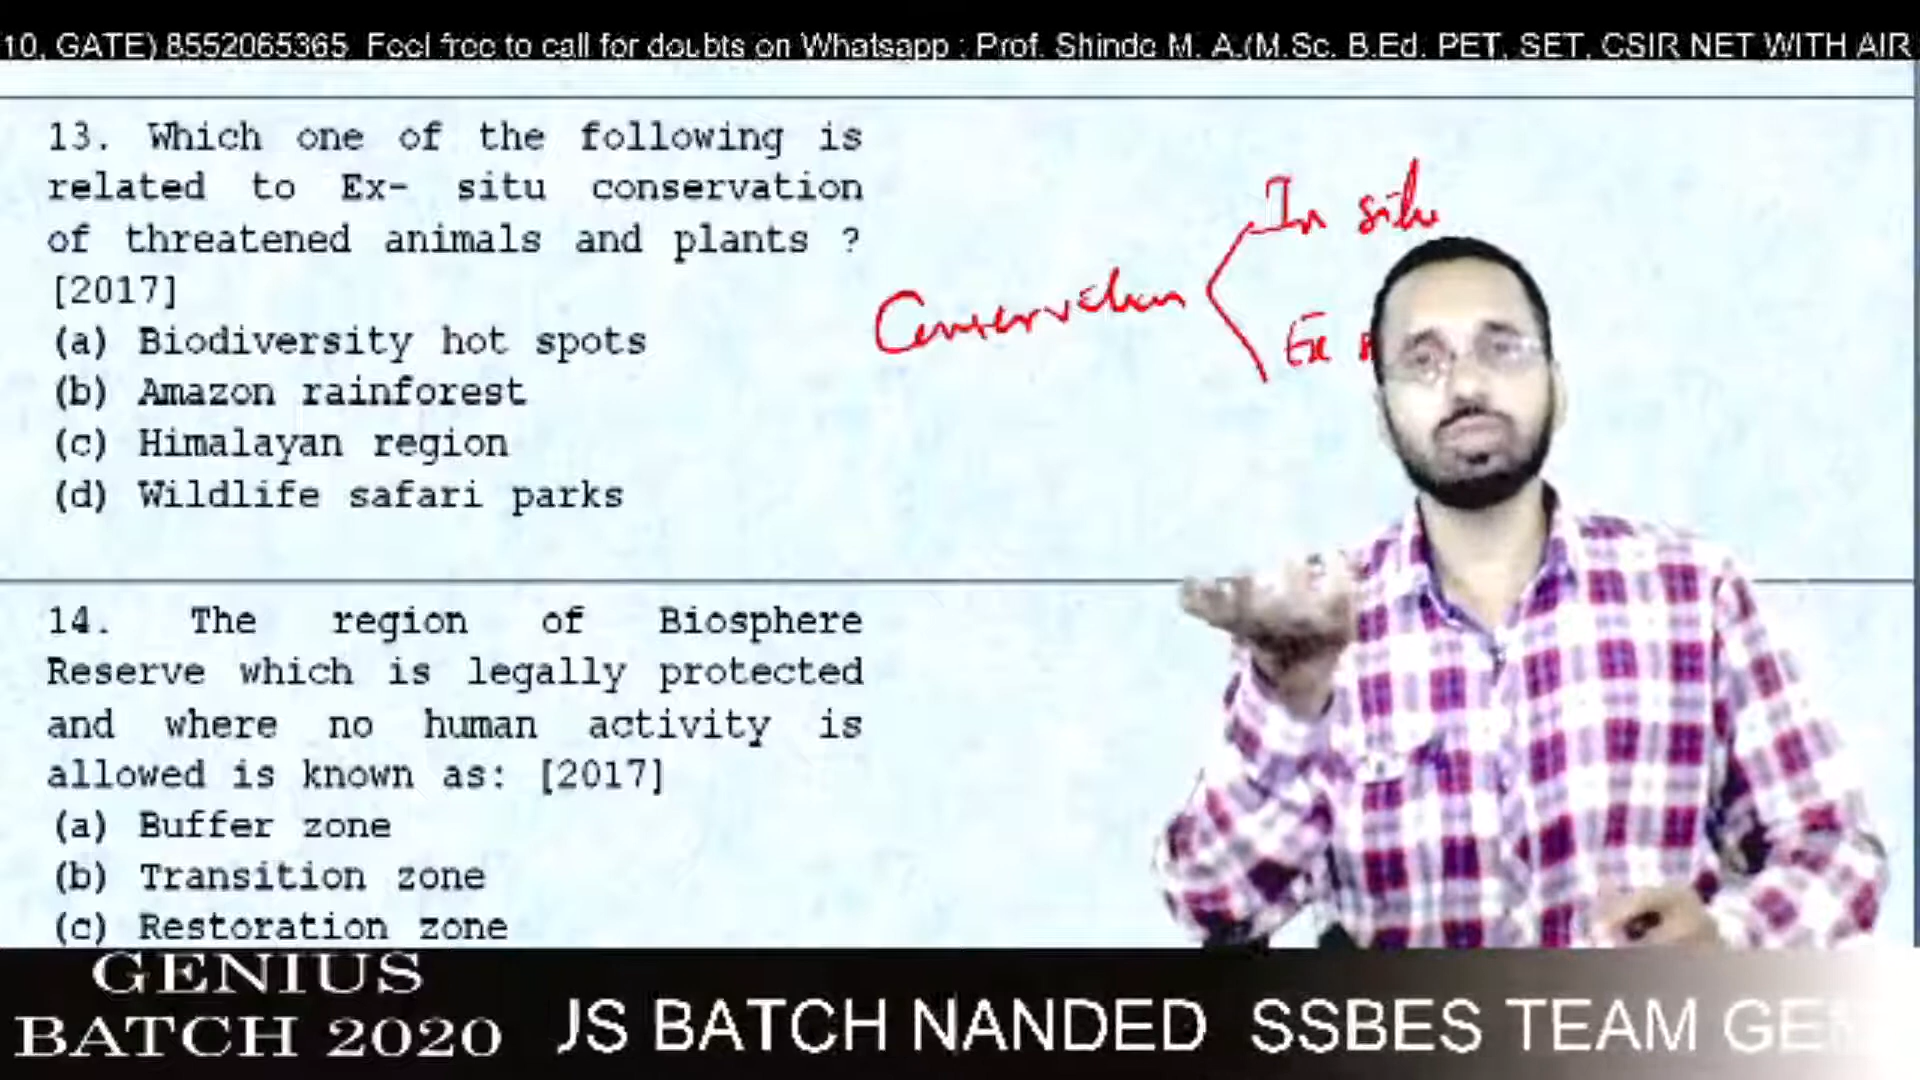 10, GATE) 8552065365 Feel free to call for doubts on Whatsapp : Prof. Shinde M. A.(M.Sc. B.Ed. PET, SET, CSIR NET WITH AIR
13. Which one of the following is
related to Ex- situ conservation
of threatened animals and plants ?
[2017]
(a) Biodiversity hot spots
(b) Amazon rainforest
(c) Himalayan region
(d) Wildlife safari parks
Conservation
In situ
Ex
14. The region of Biosphere
Reserve which is legally protected
and where no human activity is
allowed is known as: [2017]
(a) Buffer zone
(b) Transition zone
(c) Restoration zone
GENIUS
BATCH 2020
JS BATCH NANDED SSBES TEAM GE